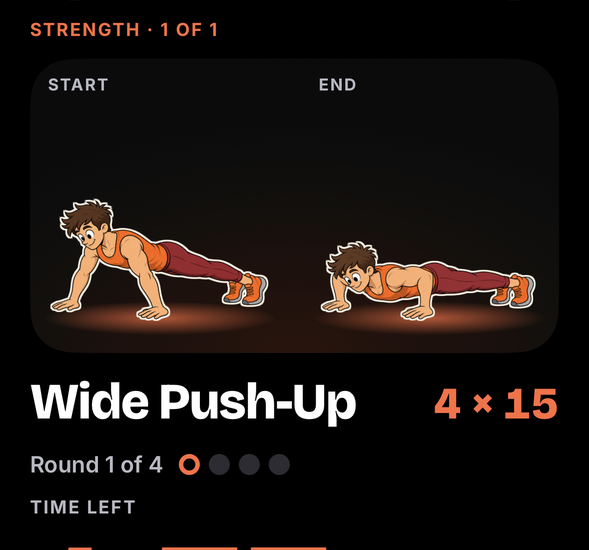 STRENGTH · 1 OF 1
START END
Wide Push-Up 4 × 15
Round 1 of 4
TIME LEFT